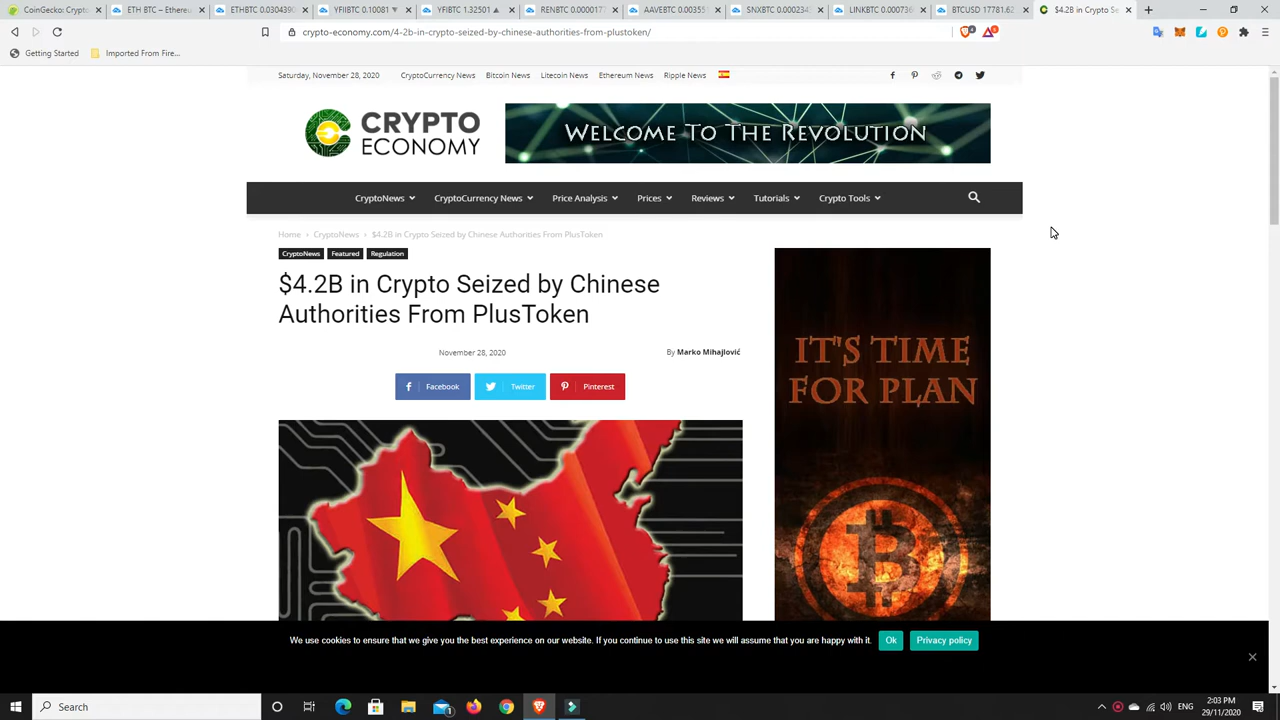 CoinGecko: Crypto
ETH BTC – Ethereu
ETHBTC 0.0304390
YFIIBTC 0.10081 ▼
YFIBTC 1.32501 ▲
RENBTC 0.0000177
AAVEBTC 0.00355
SNXBTC 0.000234
LINKBTC 0.000736
BTCUSD 17781.62
$4.2B in Crypto Se
crypto-economy.com/4-2b-in-crypto-seized-by-chinese-authorities-from-plustoken/
Getting Started
Imported From Fire...
Saturday, November 28, 2020
CryptoCurrency News
Bitcoin News
Litecoin News
Ethereum News
Ripple News
CRYPTO
ECONOMY
WELCOME TO THE REVOLUTION
CryptoNews
CryptoCurrency News
Price Analysis
Prices
Reviews
Tutorials
Crypto Tools
Home › CryptoNews › $4.2B in Crypto Seized by Chinese Authorities From PlusToken
CryptoNews
Featured
Regulation
$4.2B in Crypto Seized by Chinese
Authorities From PlusToken
November 28, 2020
By Marko Mihajlović
Facebook
Twitter
Pinterest
IT'S TIME
FOR PLAN
We use cookies to ensure that we give you the best experience on our website. If you continue to use this site we will assume that you are happy with it.
Ok
Privacy policy
Search
ENG
2:03 PM
29/11/2020